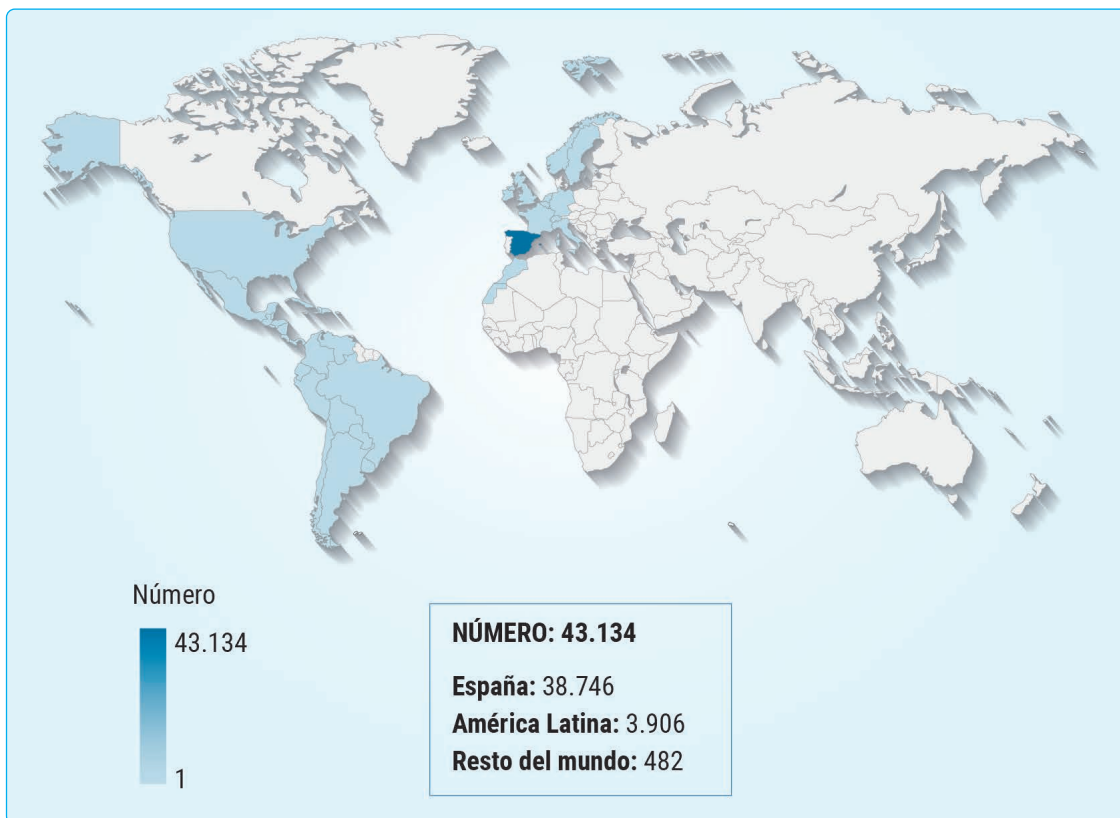 Número
43.134
1
NÚMERO: 43.134
España: 38.746
América Latina: 3.906
Resto del mundo: 482